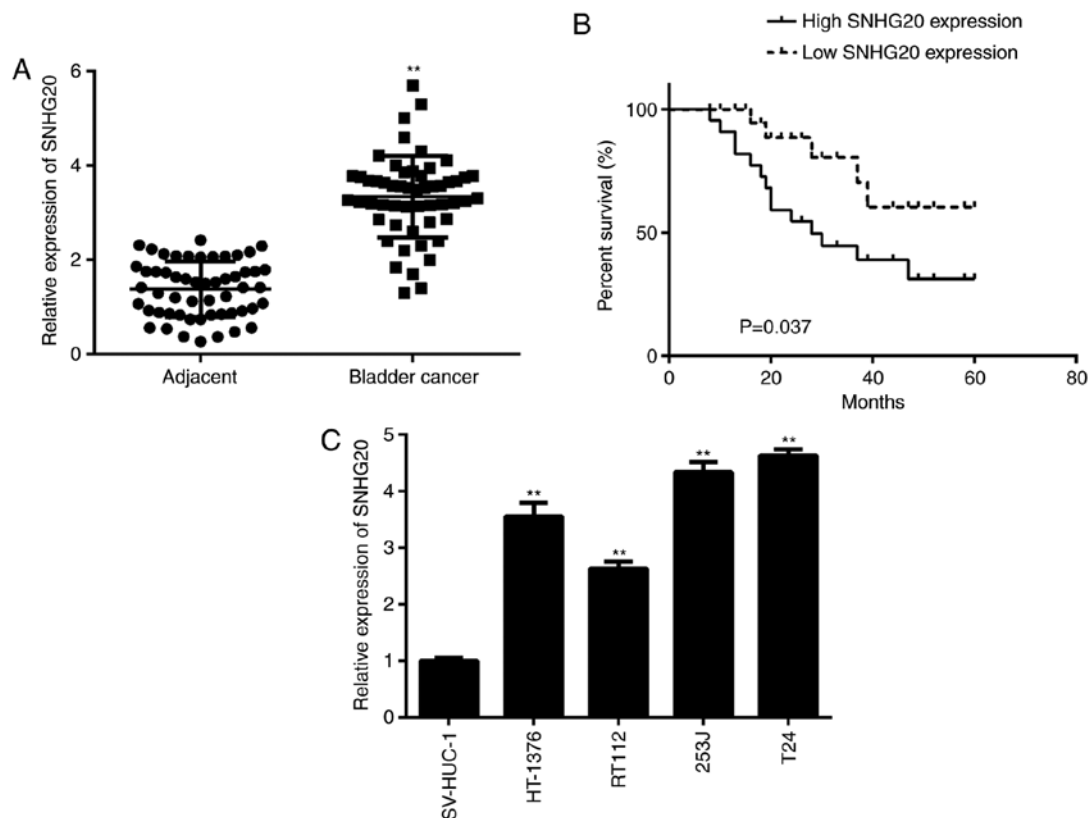 A
Relative expression of SNHG20
6
4
2
0
**
Adjacent
Bladder cancer
B
High SNHG20 expression
Low SNHG20 expression
Percent survival (%)
100
50
0
P=0.037
0
20
40
60
80
Months
C
Relative expression of SNHG20
5
4
3
2
1
0
**
**
**
**
SV-HUC-1
HT-1376
RT112
253J
T24